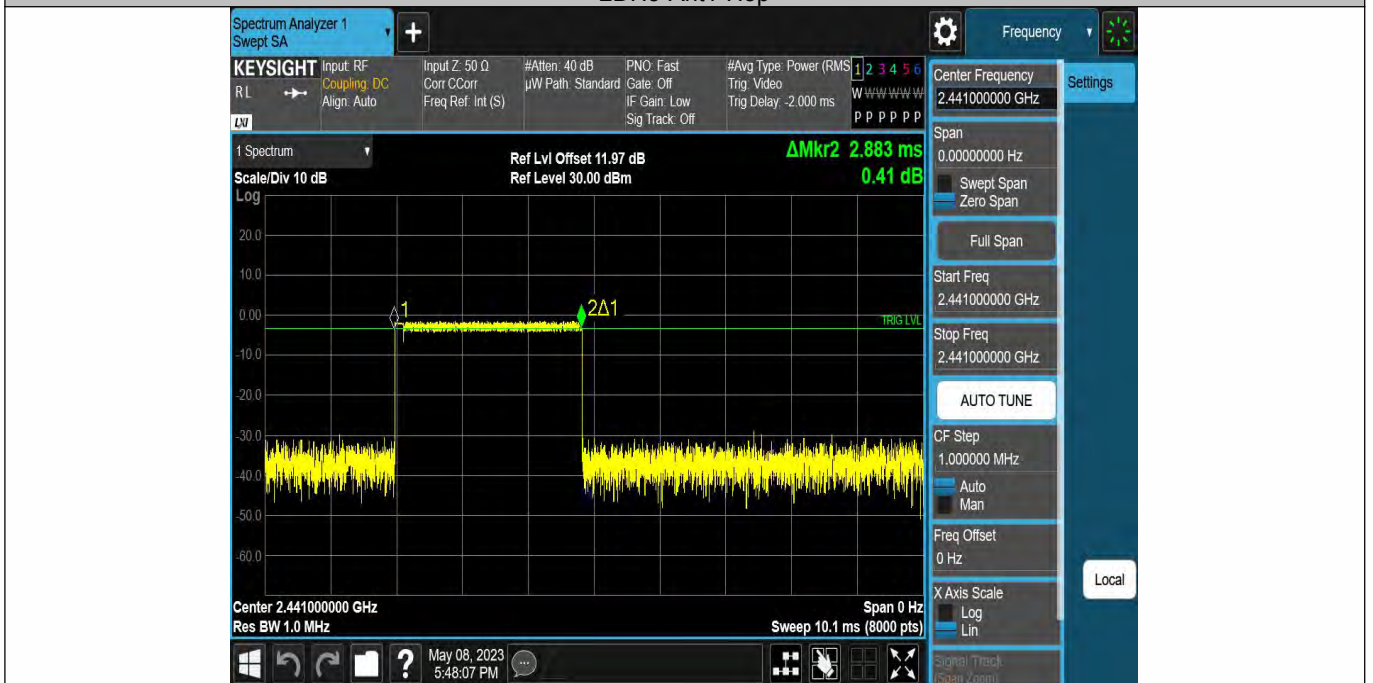 Spectrum Analyzer 1
Swept SA
+
Frequency
KEYSIGHT
RL
LXI
Input: RF
Coupling: DC
Align: Auto
Input Z: 50 Ω
Corr CCorr
Freq Ref: Int (S)
#Atten: 40 dB
µW Path: Standard
PNO: Fast
Gate: Off
IF Gain: Low
Sig Track: Off
#Avg Type: Power (RMS
Trig: Video
Trig Delay: -2.000 ms
1 2 3 4 5 6
W W W W W W
P P P P P P
Center Frequency
2.441000000 GHz
Settings
1 Spectrum
Scale/Div 10 dB
Log
Ref Lvl Offset 11.97 dB
Ref Level 30.00 dBm
ΔMkr2 2.883 ms
0.41 dB
Span
0.00000000 Hz
Swept Span
Zero Span
Full Span
Start Freq
2.441000000 GHz
Stop Freq
2.441000000 GHz
AUTO TUNE
CF Step
1.000000 MHz
Auto
Man
Freq Offset
0 Hz
X Axis Scale
Log
Lin
Signal Track
(Span Zoom)
Local
20.0
10.0
0.00
-10.0
-20.0
-30.0
-40.0
-50.0
-60.0
1
2Δ1
TRIG LVL
Center 2.441000000 GHz
Res BW 1.0 MHz
Span 0 Hz
Sweep 10.1 ms (8000 pts)
?
May 08, 2023
5:48:07 PM